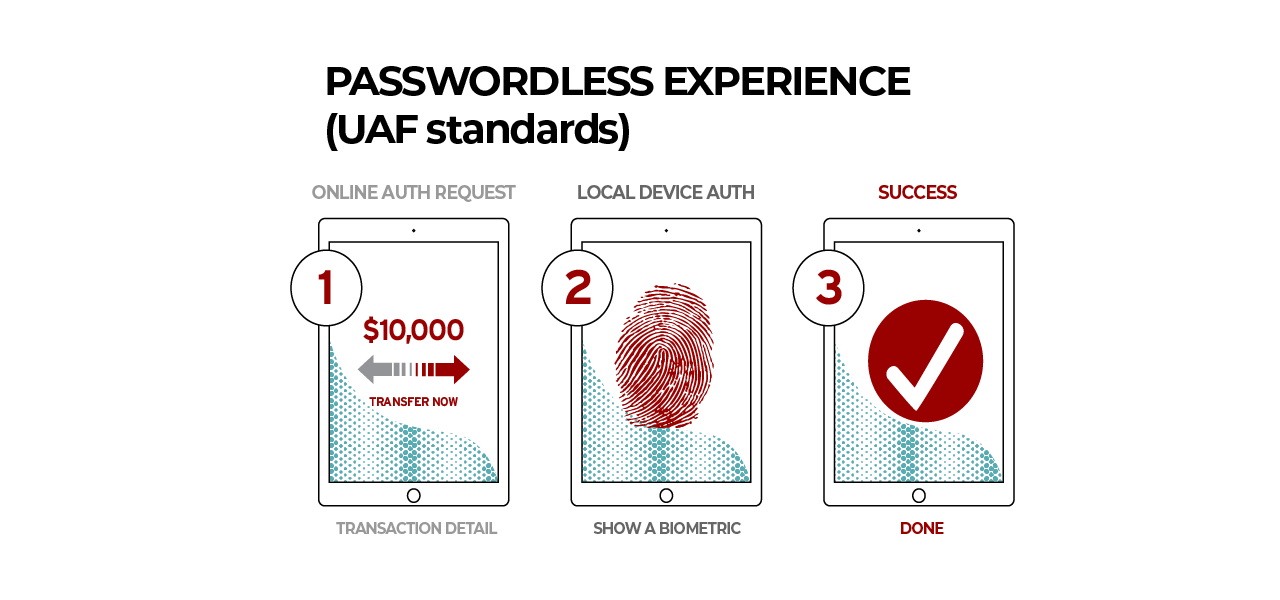 PASSWORDLESS EXPERIENCE
(UAF standards)
ONLINE AUTH REQUEST
LOCAL DEVICE AUTH
SUCCESS
1
2
3
$10,000
TRANSFER NOW
TRANSACTION DETAIL
SHOW A BIOMETRIC
DONE